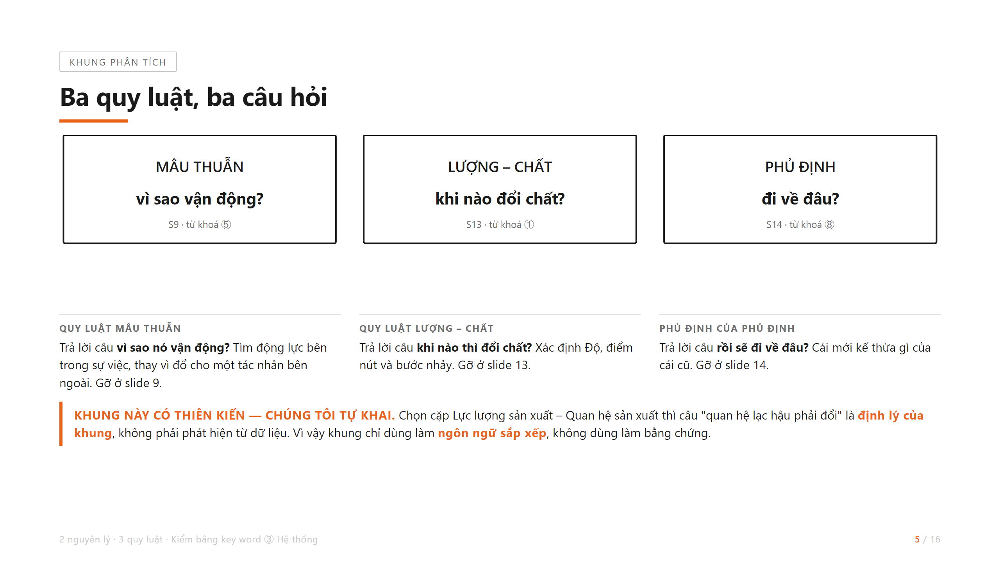 KHUNG PHÂN TÍCH
Ba quy luật, ba câu hỏi
MÂU THUẪN
vì sao vận động?
S9 · từ khoá ⑤
LƯỢNG – CHẤT
khi nào đổi chất?
S13 · từ khoá ①
PHỦ ĐỊNH
đi về đâu?
S14 · từ khoá ⑧
QUY LUẬT MÂU THUẪN
Trả lời câu vì sao nó vận động? Tìm động lực bên
trong sự việc, thay vì đổ cho một tác nhân bên
ngoài. Gỡ ở slide 9.
QUY LUẬT LƯỢNG – CHẤT
Trả lời câu khi nào thì đổi chất? Xác định Độ, điểm
nút và bước nhảy. Gỡ ở slide 13.
PHỦ ĐỊNH CỦA PHỦ ĐỊNH
Trả lời câu rồi sẽ đi về đâu? Cái mới kế thừa gì của
cái cũ. Gỡ ở slide 14.
KHUNG NÀY CÓ THIÊN KIẾN — CHÚNG TÔI TỰ KHAI. Chọn cặp Lực lượng sản xuất – Quan hệ sản xuất thì câu "quan hệ lạc hậu phải đổi" là định lý của
khung, không phải phát hiện từ dữ liệu. Vì vậy khung chỉ dùng làm ngôn ngữ sắp xếp, không dùng làm bằng chứng.
2 nguyên lý · 3 quy luật · Kiểm bằng key word ③ Hệ thống
5 / 16